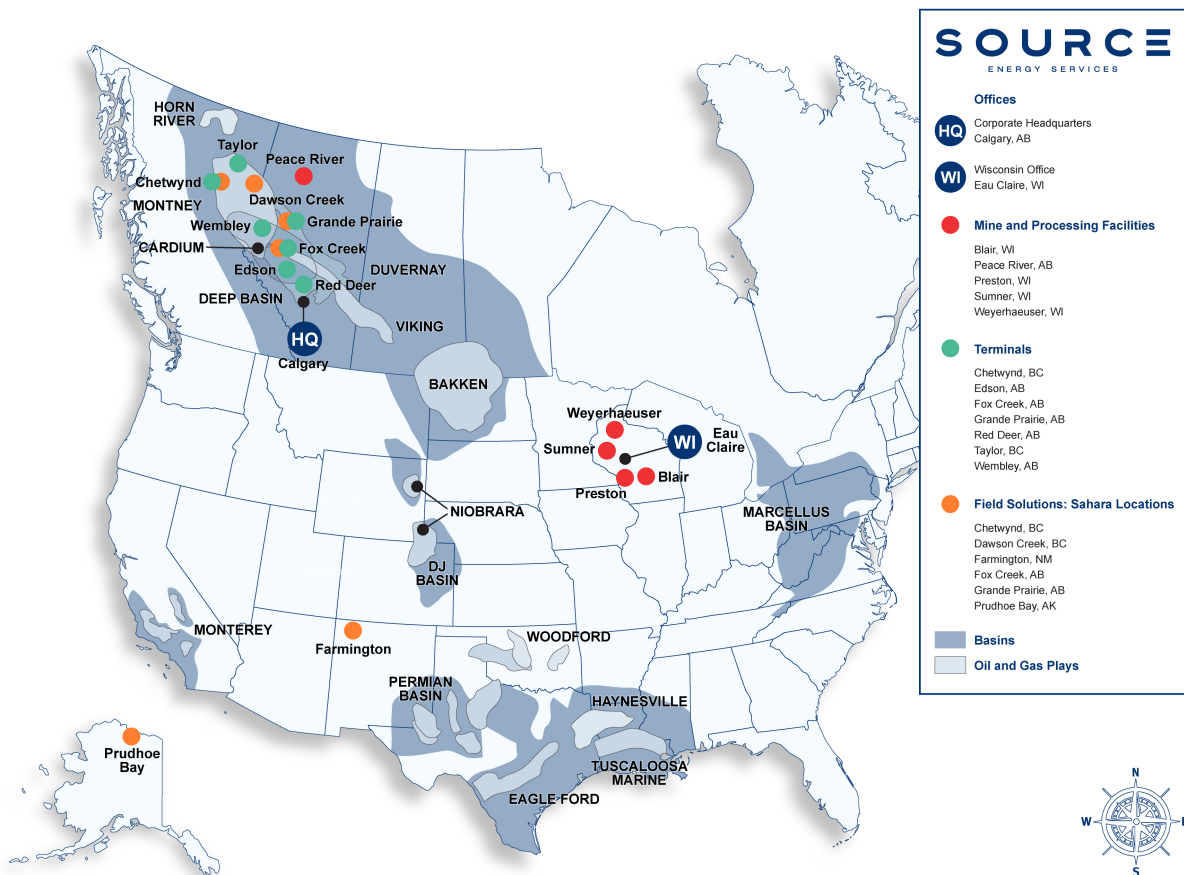 HORN
RIVER
Taylor
Peace River
Chetwynd
Dawson Creek
MONTNEY
Grande Prairie
Wembley
CARDIUM
Fox Creek
Edson
DUVERNAY
Red Deer
DEEP BASIN
VIKING
HQ
Calgary
BAKKEN
Weyerhaeuser
WI
Eau
Claire
Sumner
Blair
Preston
NIOBRARA
MARCELLUS
BASIN
DJ
BASIN
MONTEREY
Farmington
WOODFORD
PERMIAN
BASIN
HAYNESVILLE
Prudhoe
Bay
TUSCALOOSA
MARINE
EAGLE FORD
SOURCE
ENERGY SERVICES
Offices
HQ
Corporate Headquarters
Calgary, AB
WI
Wisconsin Office
Eau Claire, WI
Mine and Processing Facilities
Blair, WI
Peace River, AB
Preston, WI
Sumner, WI
Weyerhaeuser, WI
Terminals
Chetwynd, BC
Edson, AB
Fox Creek, AB
Grande Prairie, AB
Red Deer, AB
Taylor, BC
Wembley, AB
Field Solutions: Sahara Locations
Chetwynd, BC
Dawson Creek, BC
Farmington, NM
Fox Creek, AB
Grande Prairie, AB
Prudhoe Bay, AK
Basins
Oil and Gas Plays
N
W
E
S